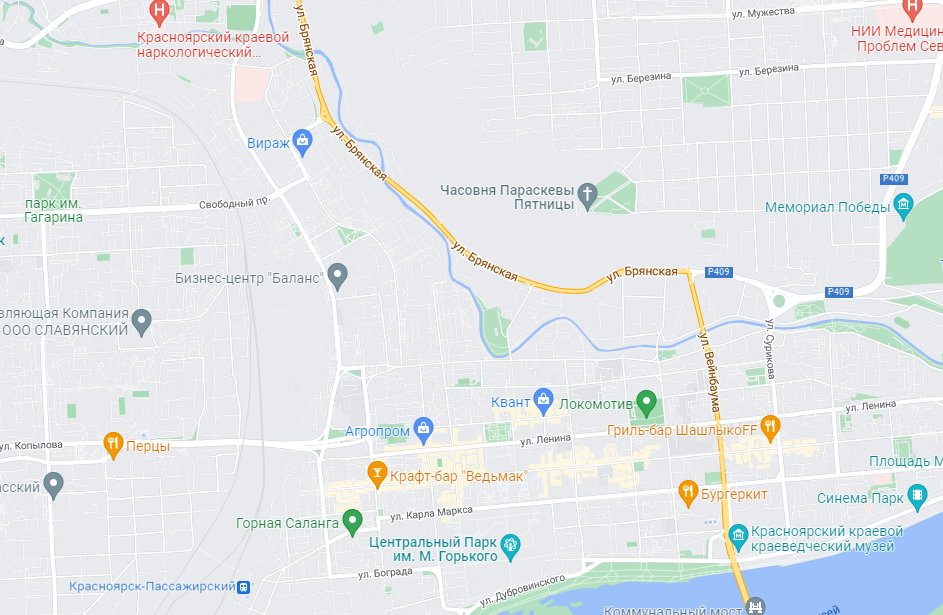 ул. Мужества
Красноярский краевой
наркологический...
НИИ Медицин
Проблем Сев
ул. Брянская
ул. Березина
ул. Березина
Вираж
ул. Брянская
P409
Часовня Параскевы
Пятницы
парк им.
Гагарина
Свободный пр.
Мемориал Победы
к
ул. Брянская
ул. Брянская
P409
Бизнес-центр "Баланс"
P409
вляющая Компания
ООО СЛАВЯНСКИЙ
ул. Сурикова
ул. Вейнбаума
Квант
Локомотив
ул. Ленина
Агропром
Гриль-бар ШашлыкоFF
ул. Копылова
Перцы
ул. Ленина
Площадь М
Крафт-бар "Ведьмак"
асский
Бургеркит
Синема Парк
ул. Карла Маркса
Горная Саланга
Красноярский краевой
краеведческий музей
Центральный Парк
им. М. Горького
ул. Бограда
Красноярск-Пассажирский
ул. Дубровинского
Коммунальный мост